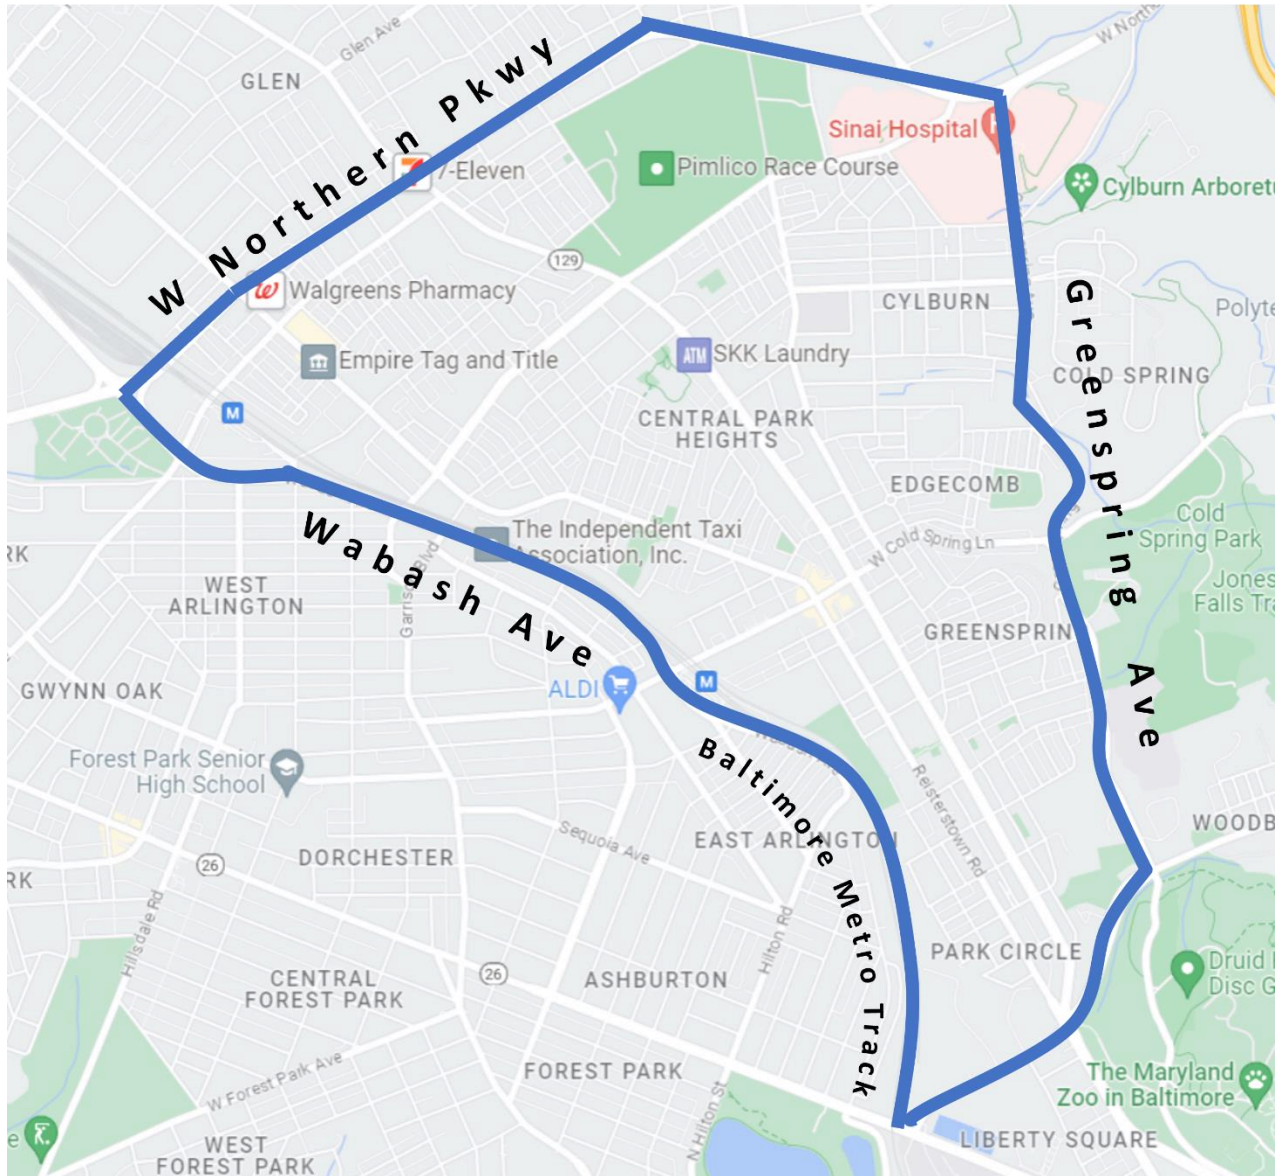 Glen Ave
W North
GLEN
W Northern Pkwy
Sinai Hospital
H
7-Eleven
Pimlico Race Course
Cylburn Arboretu
129
Walgreens Pharmacy
CYLBURN
Greenspring Ave
Polyte
Empire Tag and Title
ATM
SKK Laundry
COLD SPRING
M
CENTRAL PARK
HEIGHTS
EDGECOMB
Wabash Ave
The Independent Taxi
Association, Inc.
W Cold Spring Ln
Cold
Spring Park
RK
WEST
ARLINGTON
Garrison Blvd
Jones
Falls Tra
GREENSPRIN
GWYNN OAK
ALDI
M
Baltimore Metro Track
Forest Park Senior
High School
Reisterstown Rd
WOODB
Sequoia Ave
EAST ARLINGTON
26
DORCHESTER
RK
Hillsdale Rd
Hilton Rd
PARK CIRCLE
26
CENTRAL
FOREST PARK
ASHBURTON
Druid
Disc G
W Forest Park Ave
FOREST PARK
N Hilton St
The Maryland
Zoo in Baltimore
LIBERTY SQUARE
WEST
FOREST PARK
e